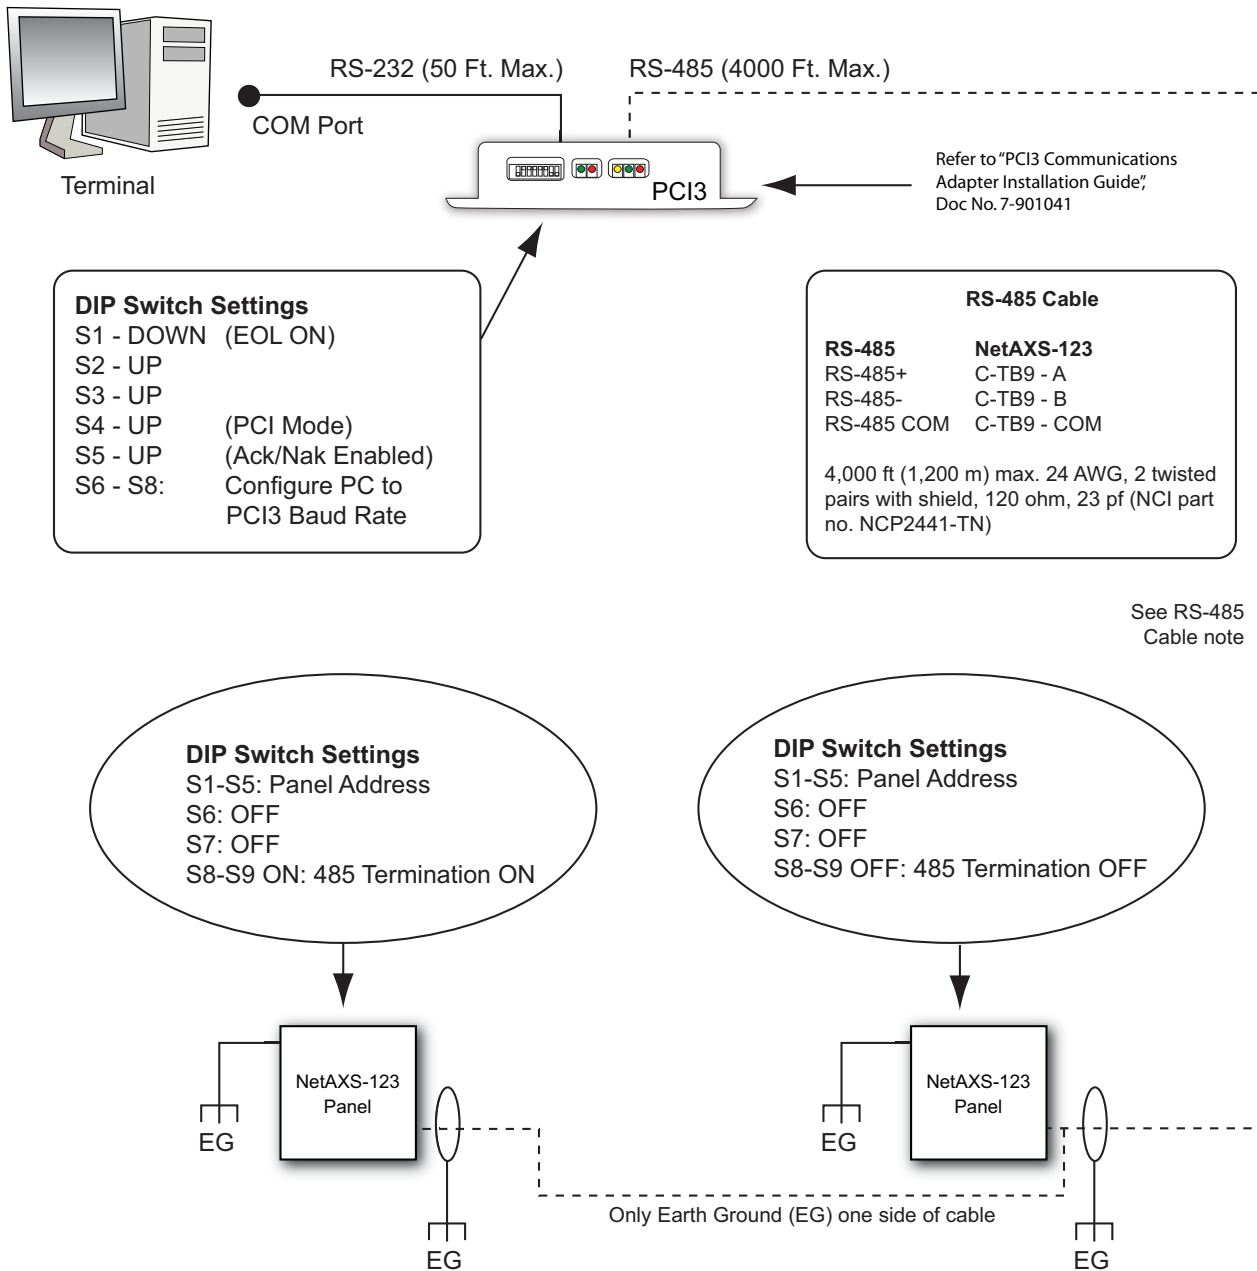 RS-232 (50 Ft. Max.)
RS-485 (4000 Ft. Max.)
COM Port
Terminal
PCI3
Refer to “PCI3 Communications
Adapter Installation Guide”,
Doc No. 7-901041
DIP Switch Settings
S1 - DOWN (EOL ON)
S2 - UP
S3 - UP
S4 - UP (PCI Mode)
S5 - UP (Ack/Nak Enabled)
S6 - S8: Configure PC to
PCI3 Baud Rate
RS-485 Cable
RS-485 NetAXS-123
RS-485+ C-TB9 - A
RS-485- C-TB9 - B
RS-485 COM C-TB9 - COM
4,000 ft (1,200 m) max. 24 AWG, 2 twisted
pairs with shield, 120 ohm, 23 pf (NCI part
no. NCP2441-TN)
See RS-485
Cable note
DIP Switch Settings
S1-S5: Panel Address
S6: OFF
S7: OFF
S8-S9 ON: 485 Termination ON
DIP Switch Settings
S1-S5: Panel Address
S6: OFF
S7: OFF
S8-S9 OFF: 485 Termination OFF
NetAXS-123
Panel
EG
EG
NetAXS-123
Panel
EG
EG
Only Earth Ground (EG) one side of cable